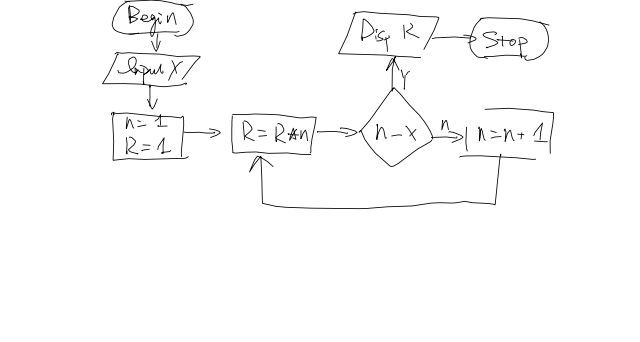 Begin
Input X
n=1
R=1
R=R*n
n-x
Y
n
Disp R
Stop
n=n+1